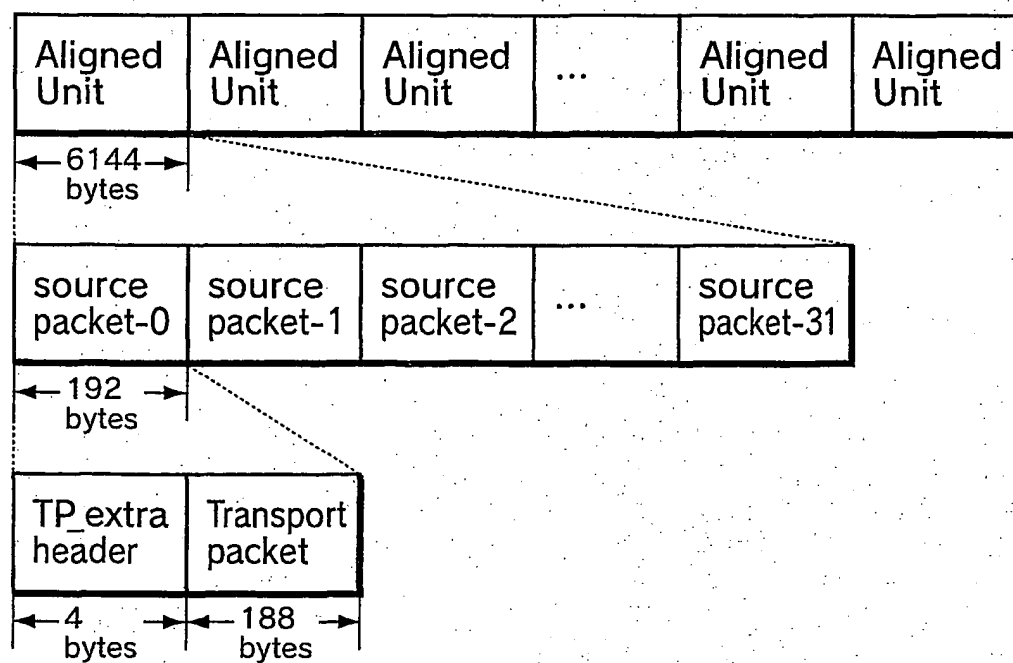 Aligned Unit
Aligned Unit
Aligned Unit
...
Aligned Unit
Aligned Unit
6144 bytes
source packet-0
source packet-1
source packet-2
...
source packet-31
192 bytes
TP_extra header
Transport packet
4 bytes
188 bytes